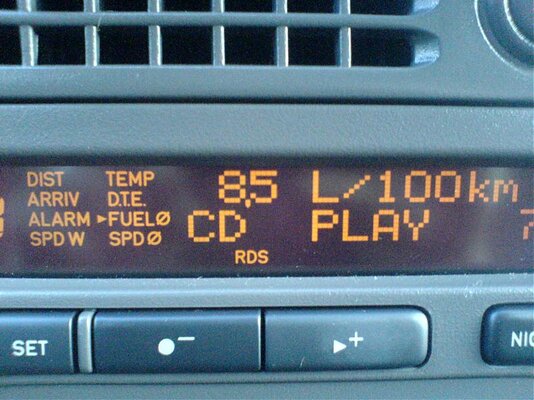 DIST TEMP 8,5 L/100km
ARRIV D.T.E.
ALARM ►FUELØ CD PLAY
SPD W SPDØ
RDS
SET ●− ▶+